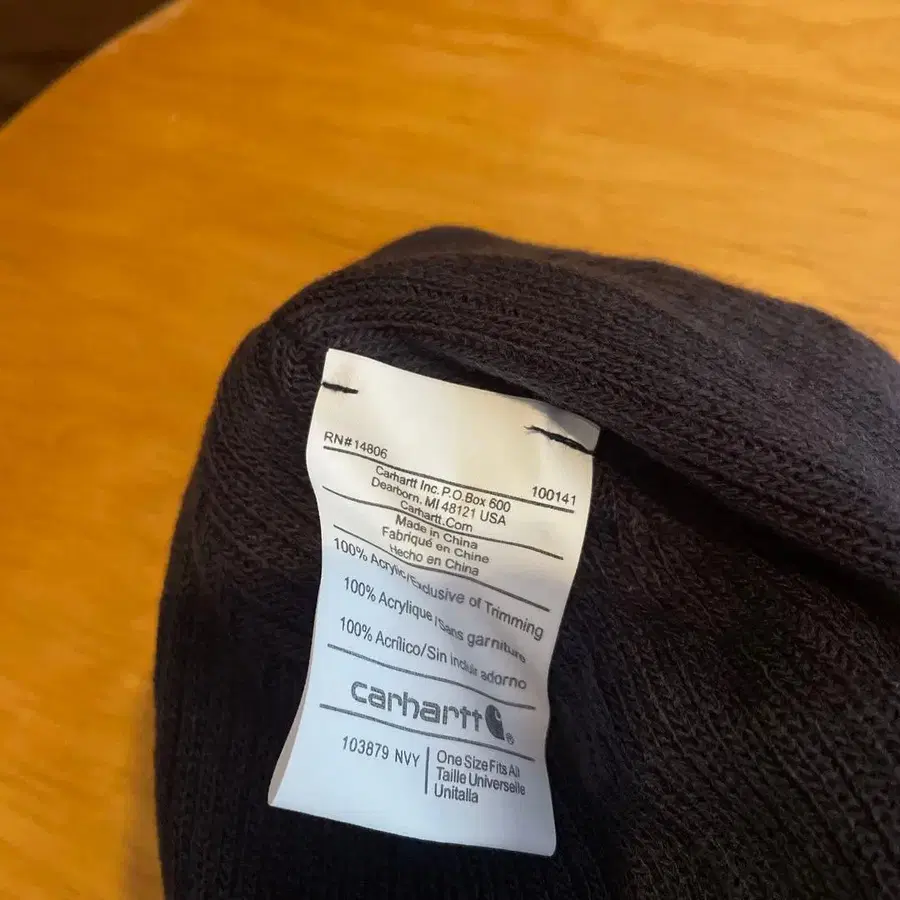 RN#14806
100141
Carhartt Inc. P.O.Box 600
Dearborn, MI 48121 USA
Carhartt.Com
Made in China
Fabriqué en Chine
Hecho en China
100% Acrylic/Exclusive of Trimming
100% Acrylique /Sans garniture
100% Acrílico/Sin incluir adorno
carhartt®
103879 NVY
One Size Fits All
Taille Universelle
Unitalla